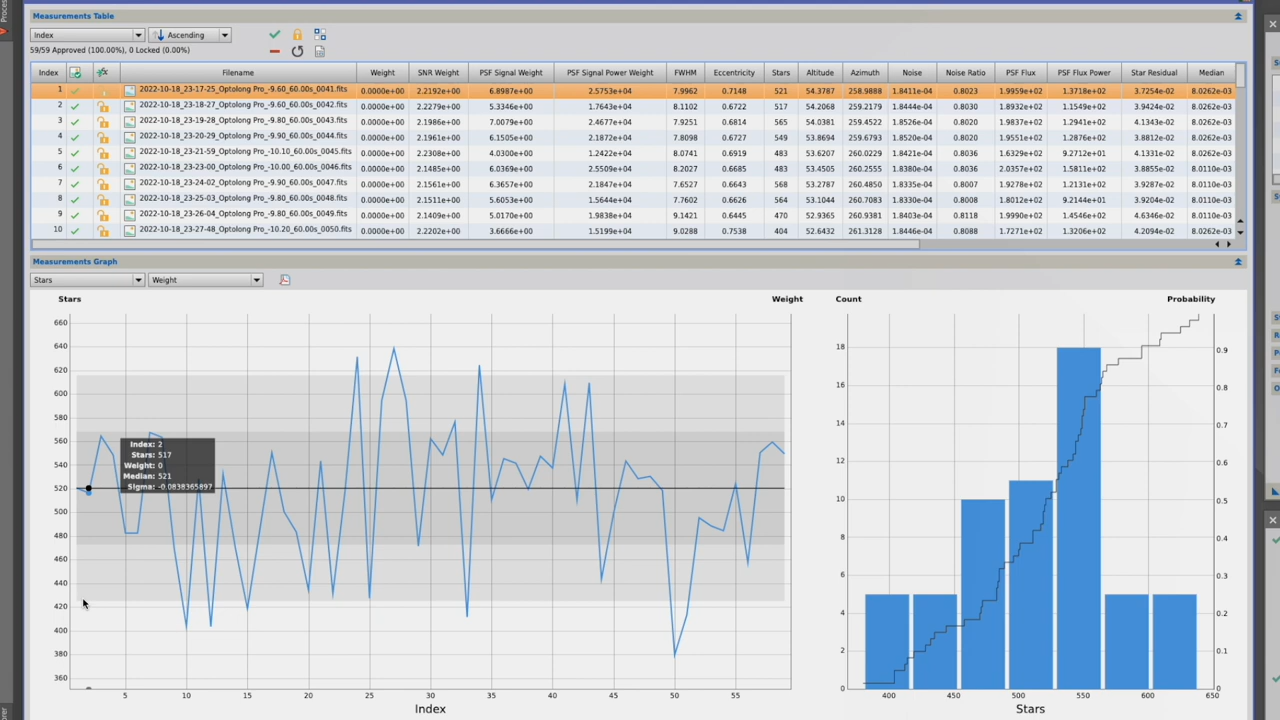 Proces
Measurements Table
Index Ascending
59/59 Approved (100.00%), 0 Locked (0.00%)
Index Filename Weight SNR Weight PSF Signal Weight PSF Signal Power Weight FWHM Eccentricity Stars Altitude Azimuth Noise Noise Ratio PSF Flux PSF Flux Power Star Residual Median
1 2022-10-18_23-17-25_Optolong Pro_-9.60_60.00s_0041.fits 0.0000e+00 2.2192e+00 6.8987e+00 2.5753e+04 7.9962 0.7148 521 54.3787 258.9888 1.8411e-04 0.8023 1.9959e+02 1.3718e+02 3.7254e-02 8.0262e-03
2 2022-10-18_23-18-27_Optolong Pro_-9.60_60.00s_0042.fits 0.0000e+00 2.2279e+00 5.3346e+00 1.7643e+04 8.1102 0.6722 517 54.2068 259.2179 1.8444e-04 0.8030 1.8932e+02 1.1549e+02 3.9424e-02 8.0262e-03
3 2022-10-18_23-19-28_Optolong Pro_-9.80_60.00s_0043.fits 0.0000e+00 2.1986e+00 7.0079e+00 2.4677e+04 7.9251 0.6814 565 54.0381 259.4522 1.8526e-04 0.8020 1.9867e+02 1.2941e+02 4.1343e-02 8.0262e-03
4 2022-10-18_23-20-29_Optolong Pro_-9.90_60.00s_0044.fits 0.0000e+00 2.1961e+00 6.1505e+00 2.1872e+04 7.8098 0.6727 549 53.8694 259.6793 1.8392e-04 0.8020 1.9551e+02 1.2876e+02 3.8812e-02 8.0262e-03
5 2022-10-18_23-21-59_Optolong Pro_-10.10_60.00s_0045.fits 0.0000e+00 2.2308e+00 4.0300e+00 1.2422e+04 8.0741 0.6919 483 53.6207 260.0229 1.8421e-04 0.8036 1.6329e+02 9.2712e+01 4.1331e-02 8.0262e-03
6 2022-10-18_23-23-00_Optolong Pro_-10.00_60.00s_0046.fits 0.0000e+00 2.1485e+00 6.0369e+00 2.5509e+04 8.2027 0.6685 483 53.4505 260.2555 1.8380e-04 0.8036 2.0357e+02 1.5811e+02 3.8855e-02 8.0262e-03
7 2022-10-18_23-24-02_Optolong Pro_-9.90_60.00s_0047.fits 0.0000e+00 2.1561e+00 6.3657e+00 2.1847e+04 7.6527 0.6643 568 53.2787 260.4850 1.8335e-04 0.8007 1.9278e+02 1.2131e+02 3.9287e-02 8.0262e-03
8 2022-10-18_23-25-03_Optolong Pro_-9.80_60.00s_0048.fits 0.0000e+00 2.1511e+00 5.6053e+00 1.5644e+04 7.7602 0.6626 564 53.1044 260.7083 1.8379e-04 0.8008 1.8012e+02 9.2144e+01 3.9204e-02 8.0262e-03
9 2022-10-18_23-26-04_Optolong Pro_-9.80_60.00s_0049.fits 0.0000e+00 2.1409e+00 5.0170e+00 1.9838e+04 9.1421 0.6445 470 52.9365 260.9381 1.8403e-04 0.8118 1.9990e+02 1.4546e+02 4.6346e-02 8.0262e-03
10 2022-10-18_23-27-48_Optolong Pro_-10.20_60.00s_0050.fits 0.0000e+00 2.2202e+00 3.6666e+00 1.5199e+04 9.0288 0.7538 404 52.6432 261.3128 1.8446e-04 0.8088 1.7271e+02 1.3206e+02 4.2094e-02 8.0262e-03
Measurements Graph
Stars Weight
Stars Weight Count Probability
660
640
620
600
580
560
540
520
500
480
460
440
420
400
380
360
Index: 2
Stars: 517
Weight: 0
Median: 521
Sigma: -0.0838365897
5 10 15 20 25 30 35 40 45 50 55
Index
18
16
14
12
10
8
6
4
2
0
0.9
0.8
0.7
0.6
0.5
0.4
0.3
0.2
0.1
0
400 450 500 550 600 650
Stars